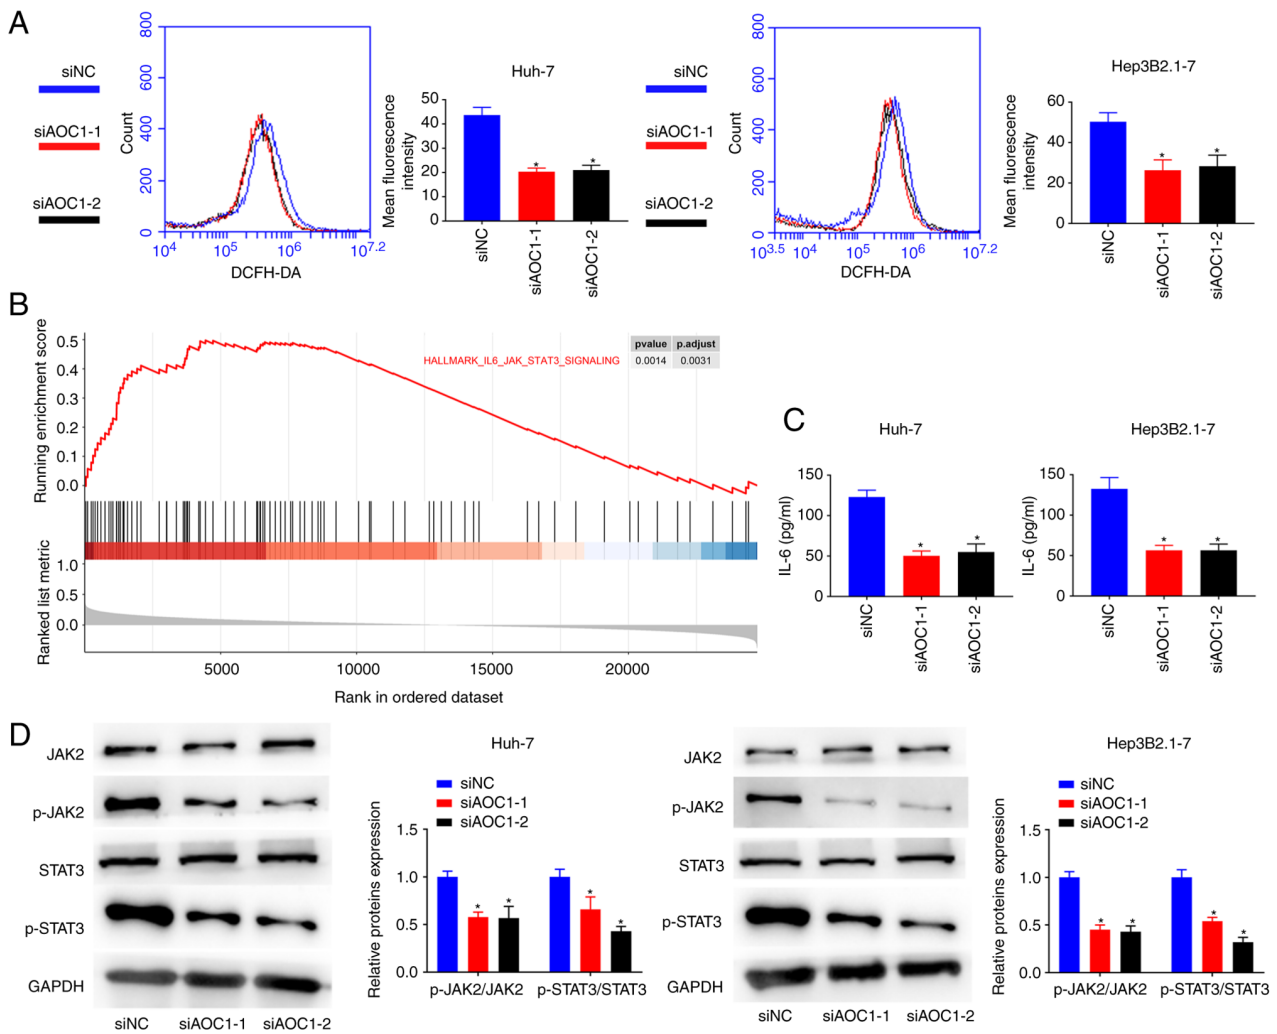 A
siNC
siAOC1-1
siAOC1-2
Count
800
600
400
200
0
10^4 10^5 10^6 10^7.2
DCFH-DA
Huh-7
Mean fluorescence
intensity
50
40
30
20
10
0
* *
siNC siAOC1-1 siAOC1-2
siNC
siAOC1-1
siAOC1-2
Count
800
600
400
200
0
10^3.5 10^4 10^5 10^6 10^7.2
DCFH-DA
Hep3B2.1-7
Mean fluorescence
intensity
60
40
20
0
* *
siNC siAOC1-1 siAOC1-2
B
Running enrichment score
0.5
0.4
0.3
0.2
0.1
0.0
HALLMARK_IL6_JAK_STAT3_SIGNALING
pvalue p.adjust
0.0014 0.0031
Ranked list metric
1.0
0.5
0.0
5000 10000 15000 20000
Rank in ordered dataset
C
Huh-7
IL-6 (pg/ml)
150
100
50
0
* *
siNC siAOC1-1 siAOC1-2
Hep3B2.1-7
IL-6 (pg/ml)
150
100
50
0
* *
siNC siAOC1-1 siAOC1-2
D
JAK2
p-JAK2
STAT3
p-STAT3
GAPDH
siNC siAOC1-1 siAOC1-2
Huh-7
siNC
siAOC1-1
siAOC1-2
Relative proteins expression
1.5
1.0
0.5
0.0
* * * *
p-JAK2/JAK2 p-STAT3/STAT3
JAK2
p-JAK2
STAT3
p-STAT3
GAPDH
siNC siAOC1-1 siAOC1-2
Hep3B2.1-7
siNC
siAOC1-1
siAOC1-2
Relative proteins expression
1.5
1.0
0.5
0.0
* * * *
p-JAK2/JAK2 p-STAT3/STAT3